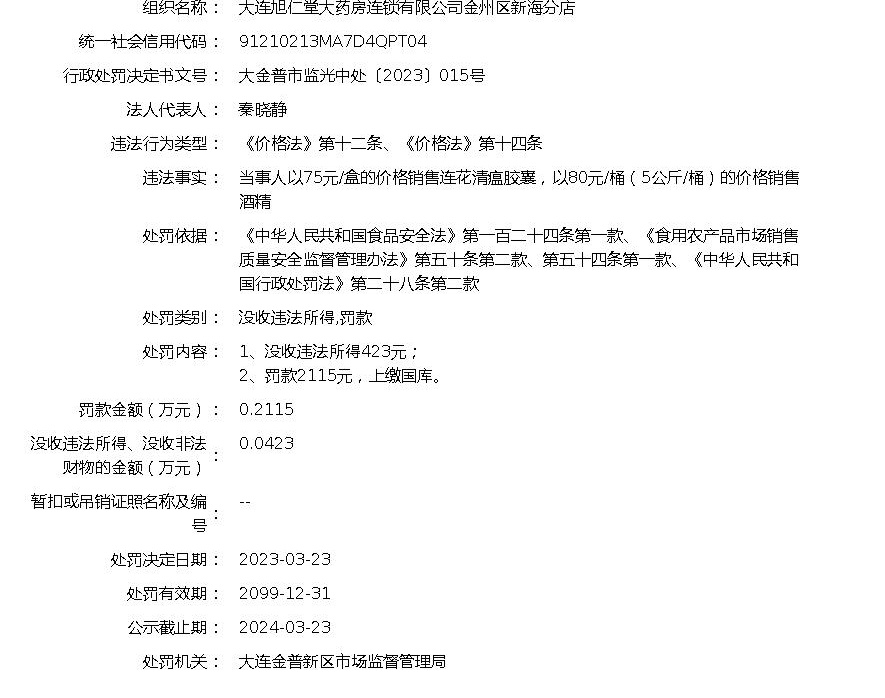 组织名称： 大连旭仁堂大药房连锁有限公司金州区新海分店
统一社会信用代码： 91210213MA7D4QPT04
行政处罚决定书文号： 大金普市监光中处〔2023〕015号
法人代表人： 秦晓静
违法行为类型： 《价格法》第十二条、《价格法》第十四条
违法事实： 当事人以75元/盒的价格销售连花清瘟胶囊，以80元/桶（5公斤/桶）的价格销售
酒精
处罚依据： 《中华人民共和国食品安全法》第一百二十四条第一款、《食用农产品市场销售
质量安全监督管理办法》第五十条第二款、第五十四条第一款、《中华人民共和
国行政处罚法》第二十八条第二款
处罚类别： 没收违法所得,罚款
处罚内容： 1、没收违法所得423元；
2、罚款2115元，上缴国库。
罚款金额（万元）： 0.2115
没收违法所得、没收非法
财物的金额（万元）： 0.0423
暂扣或吊销证照名称及编
号： --
处罚决定日期： 2023-03-23
处罚有效期： 2099-12-31
公示截止期： 2024-03-23
处罚机关： 大连金普新区市场监督管理局